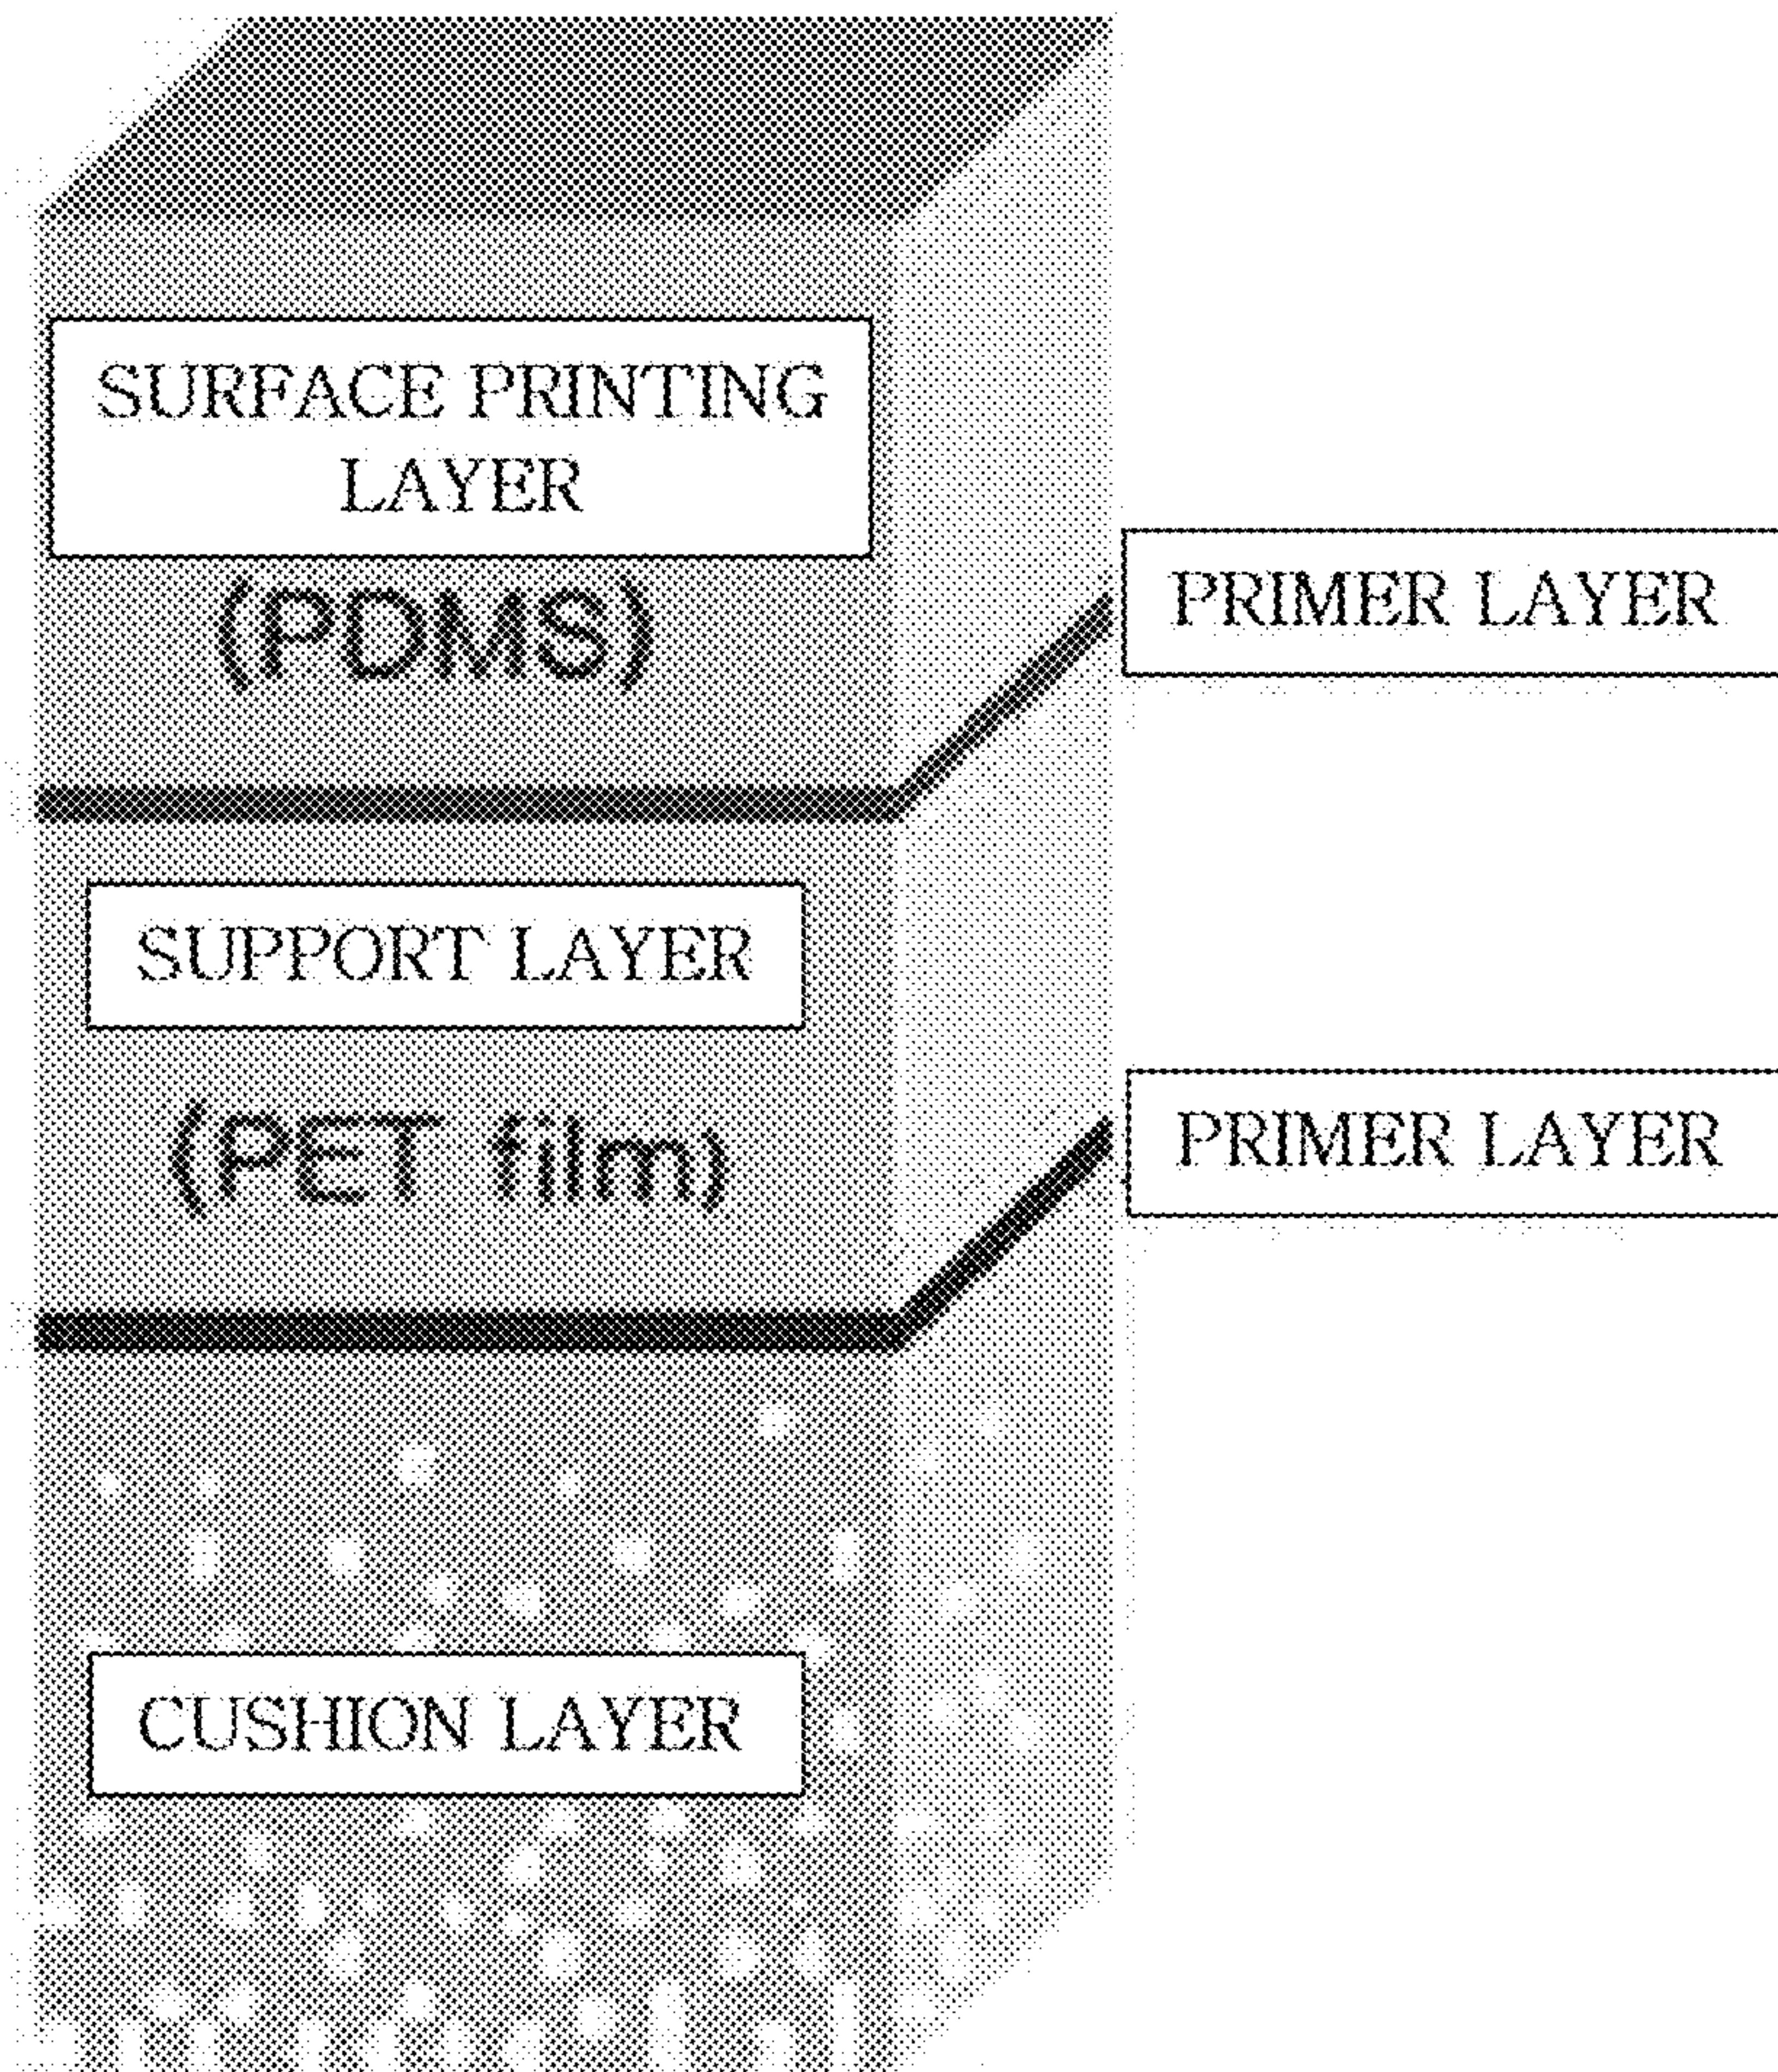 SURFACE PRINTING
LAYER
(PDMS)
PRIMER LAYER
SUPPORT LAYER
(PET film)
PRIMER LAYER
CUSHION LAYER